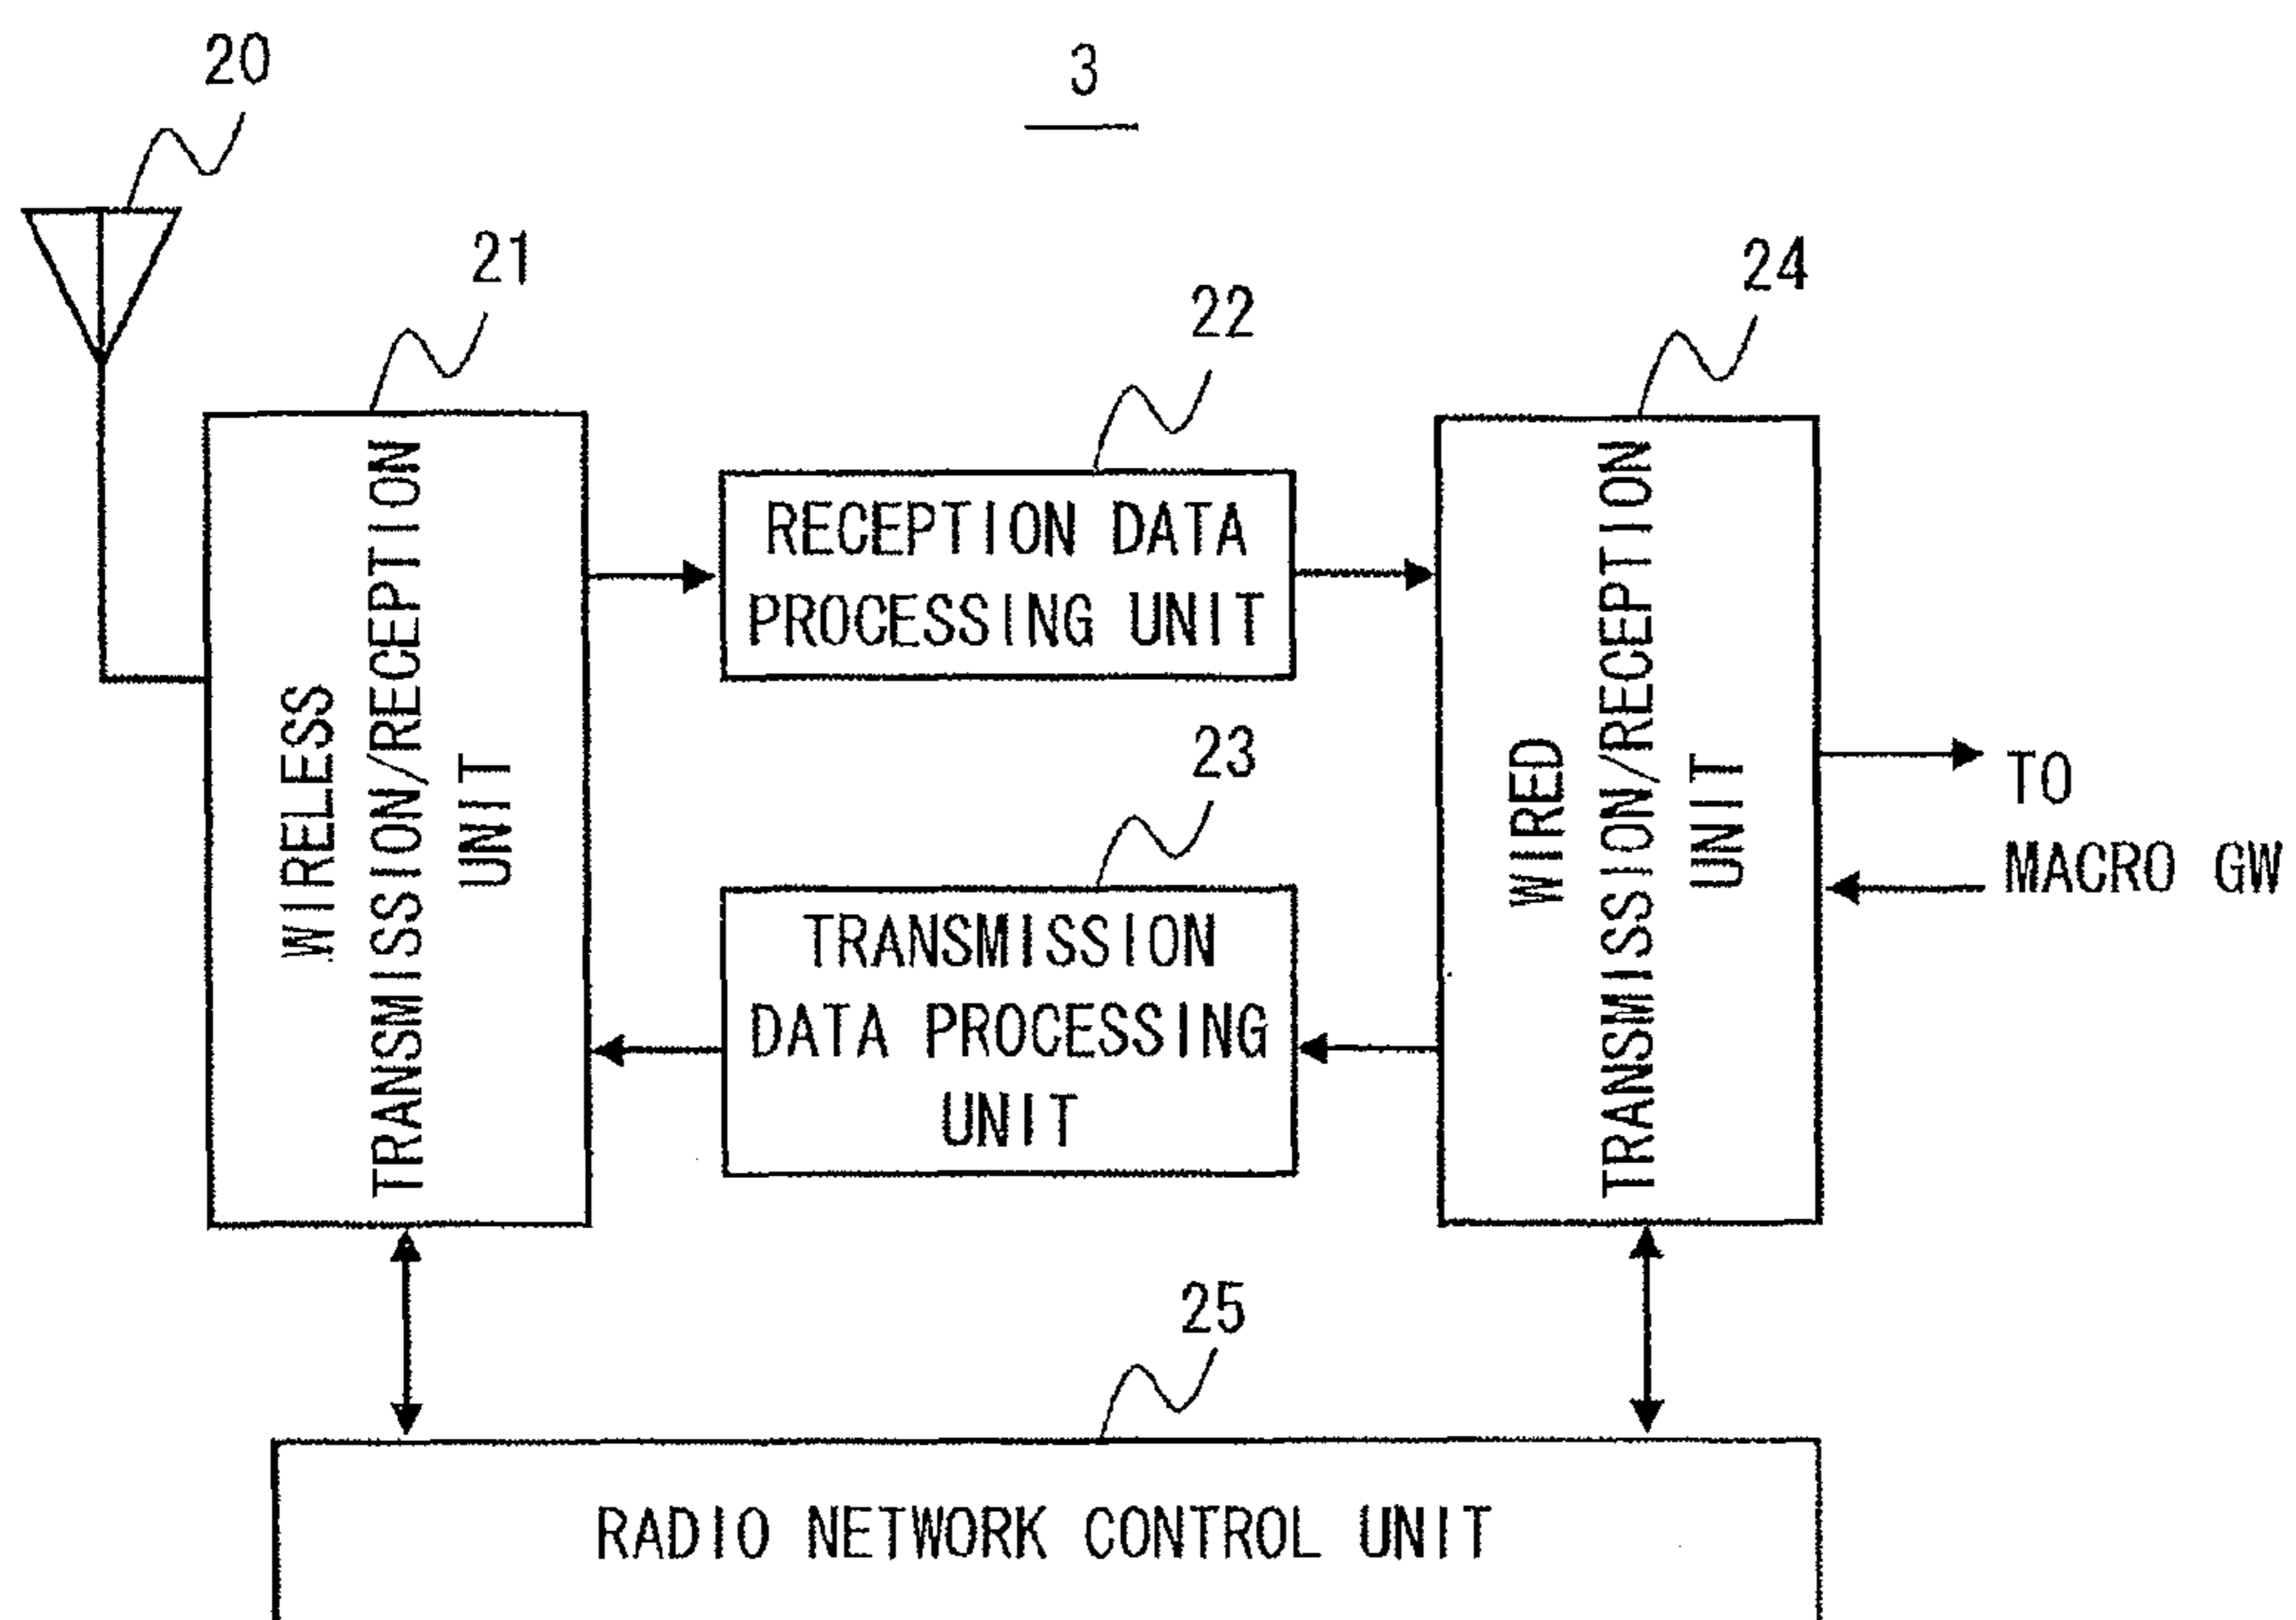 20
3
21
22
24
RECEPTION DATA
PROCESSING UNIT
WIRELESS
TRANSMISSION/RECEPTION
UNIT
23
TRANSMISSION
DATA PROCESSING
UNIT
WIRED
TRANSMISSION/RECEPTION
UNIT
TO
MACRO GW
25
RADIO NETWORK CONTROL UNIT